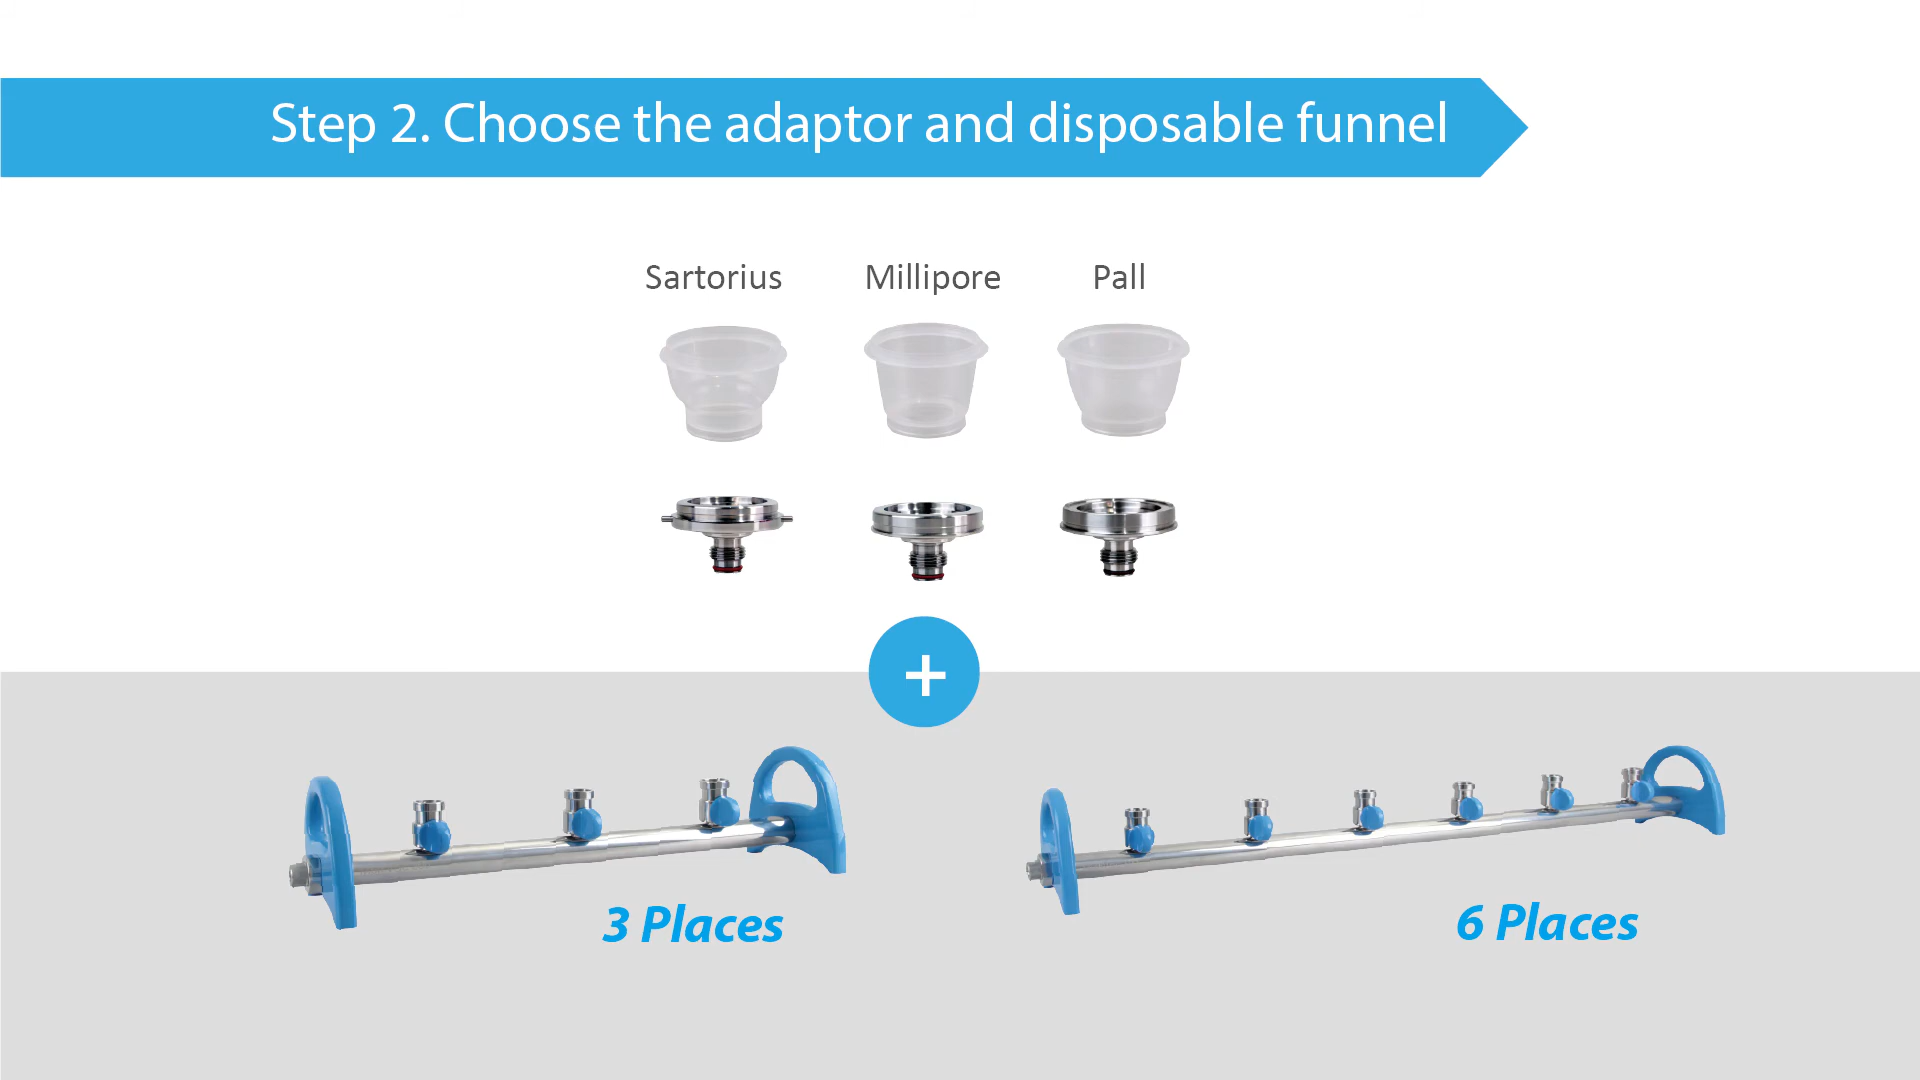 Step 2. Choose the adaptor and disposable funnel
Sartorius
Millipore
Pall
+
3 Places
6 Places